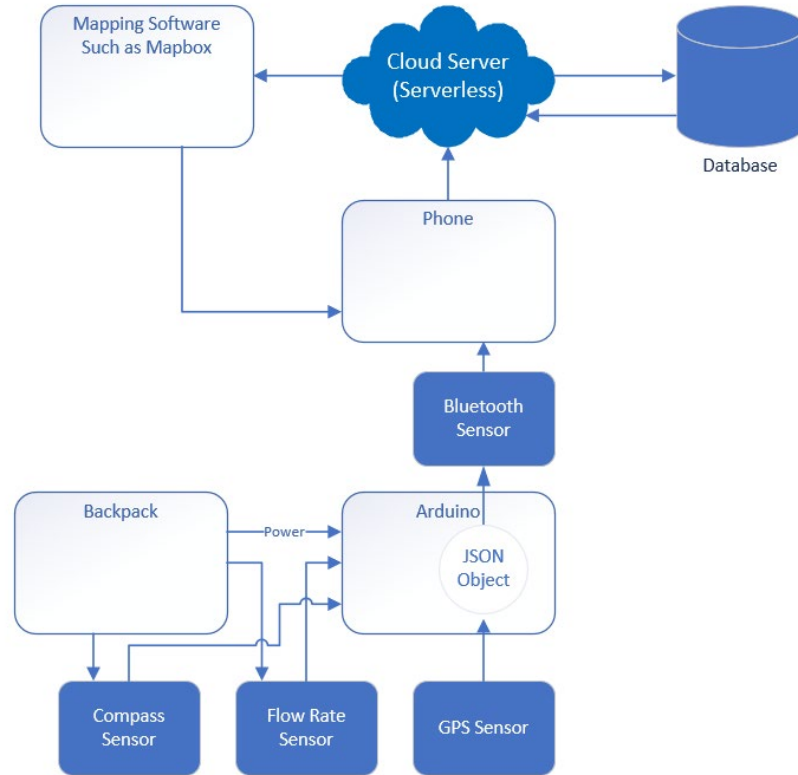 Mapping Software
Such as Mapbox
Cloud Server
(Serverless)
Database
Phone
Bluetooth
Sensor
Backpack
Power
Arduino
JSON
Object
Compass
Sensor
Flow Rate
Sensor
GPS Sensor